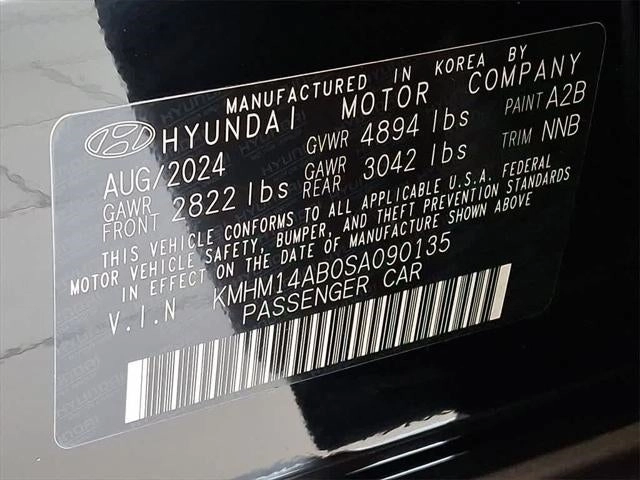 MANUFACTURED IN KOREA BY
HYUNDAI MOTOR COMPANY
AUG/2024 GVWR 4894 lbs PAINT A2B
GAWR FRONT 2822 lbs GAWR REAR 3042 lbs TRIM NNB
THIS VEHICLE CONFORMS TO ALL APPLICABLE U.S.A. FEDERAL
MOTOR VEHICLE SAFETY, BUMPER, AND THEFT PREVENTION STANDARDS
IN EFFECT ON THE DATE OF MANUFACTURE SHOWN ABOVE
V.I.N KMHM14AB0SA090135
PASSENGER CAR